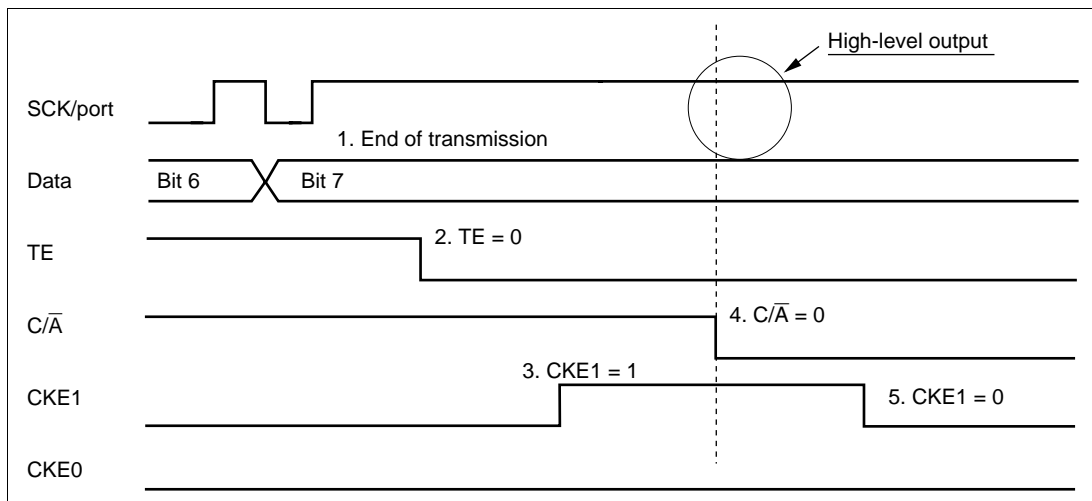 High-level output
SCK/port
1. End of transmission
Data
Bit 6
Bit 7
TE
2. TE = 0
C/A̅
4. C/A̅ = 0
3. CKE1 = 1
CKE1
5. CKE1 = 0
CKE0